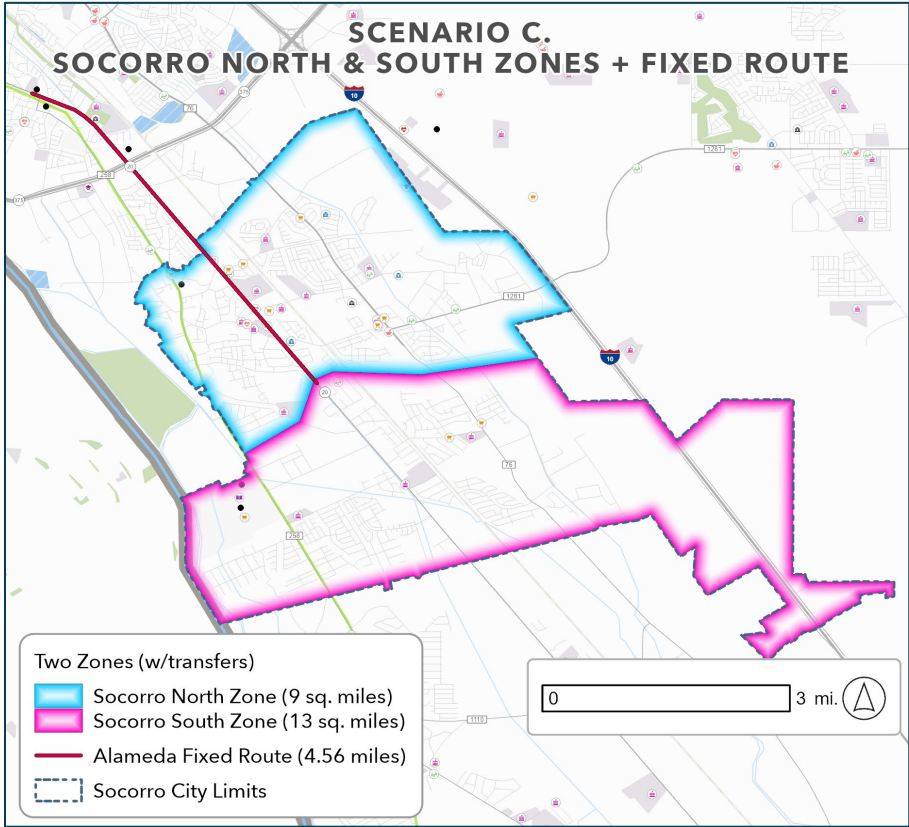 SCENARIO C.
SOCORRO NORTH & SOUTH ZONES + FIXED ROUTE
375
76
10
20
258
375
1281
1281
10
20
76
258
1110
Two Zones (w/transfers)
Socorro North Zone (9 sq. miles)
Socorro South Zone (13 sq. miles)
Alameda Fixed Route (4.56 miles)
Socorro City Limits
0 3 mi.